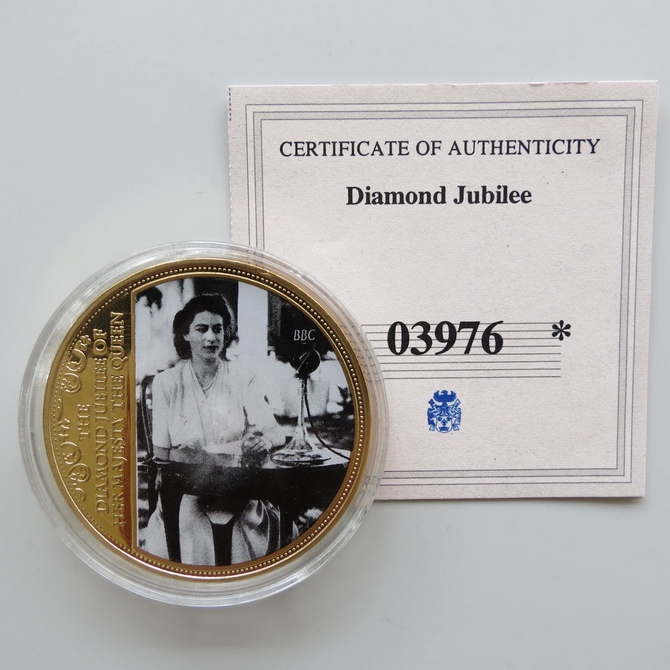 CERTIFICATE OF AUTHENTICITY
Diamond Jubilee
03976 *
BBC
THE
DIAMOND JUBILEE OF
HER MAJESTY THE QUEEN